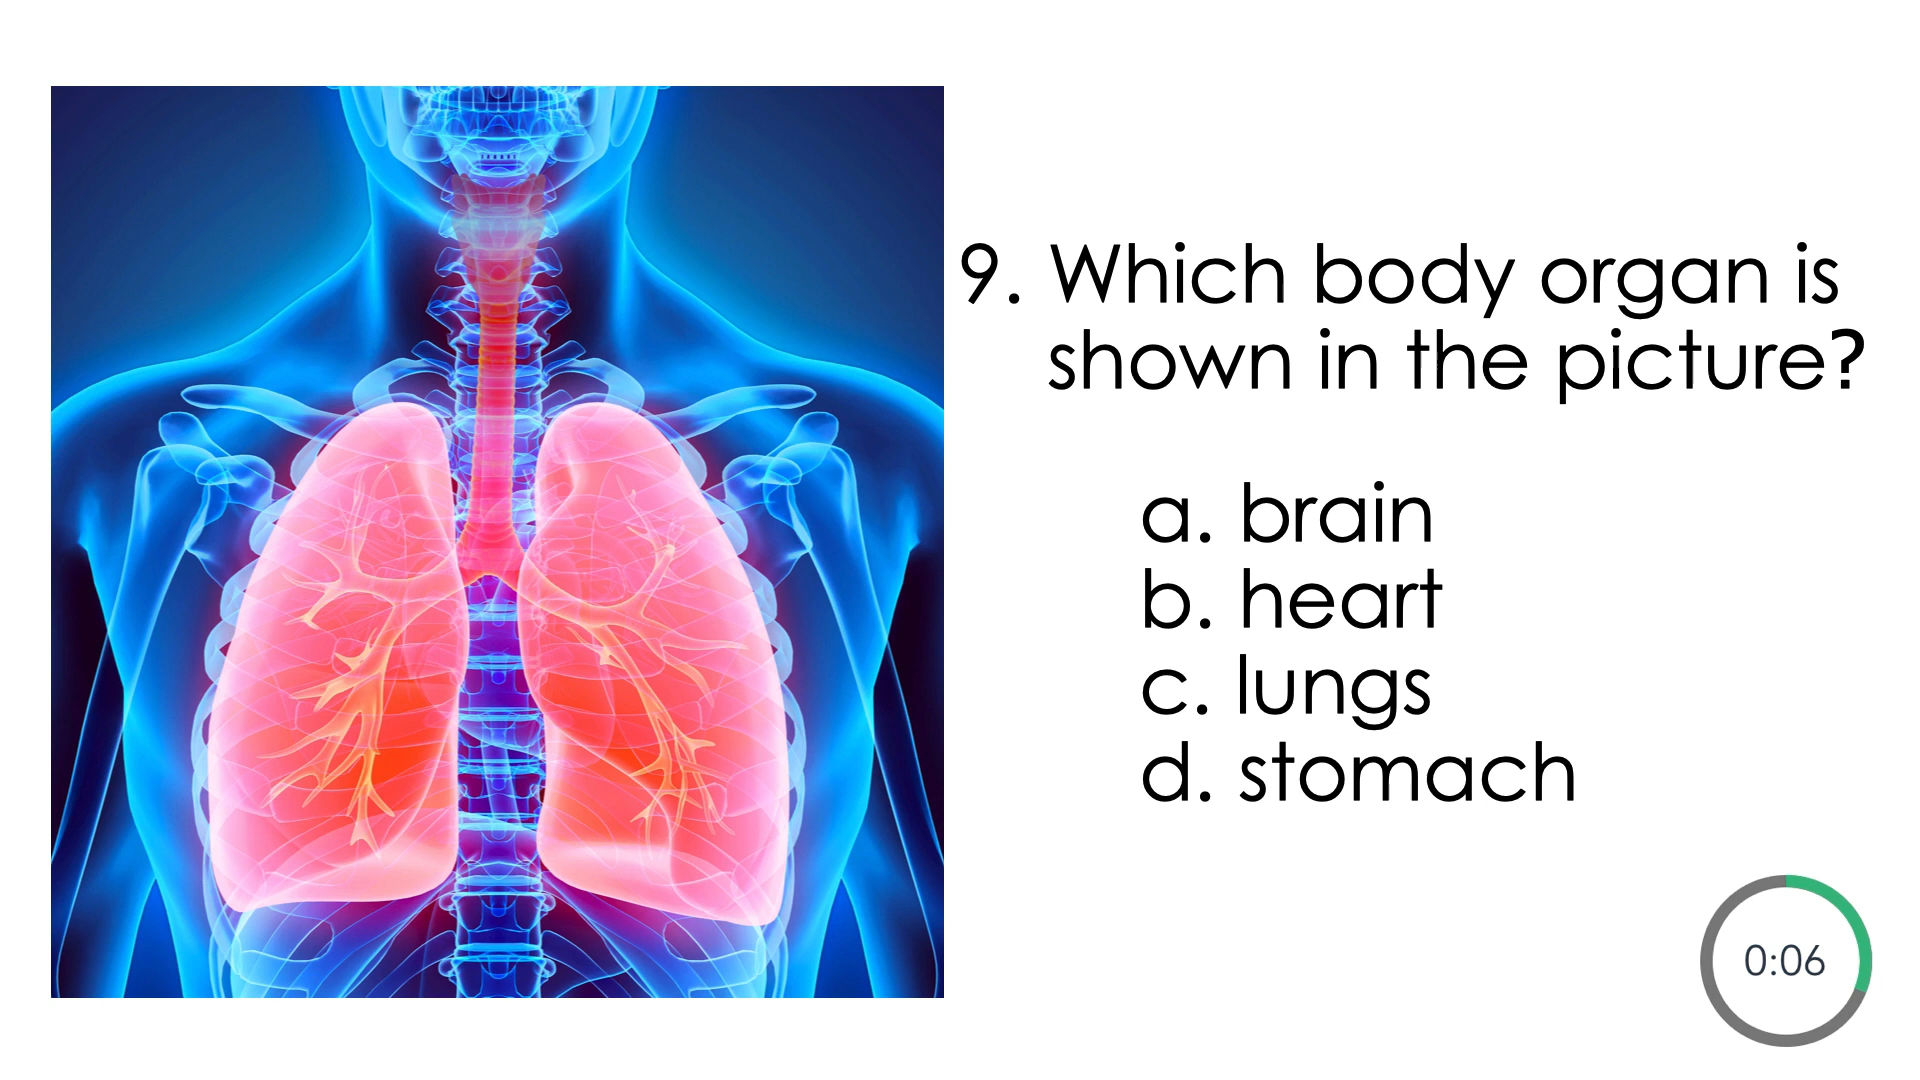 9. Which body organ is
shown in the picture?
a. brain
b. heart
c. lungs
d. stomach
0:06